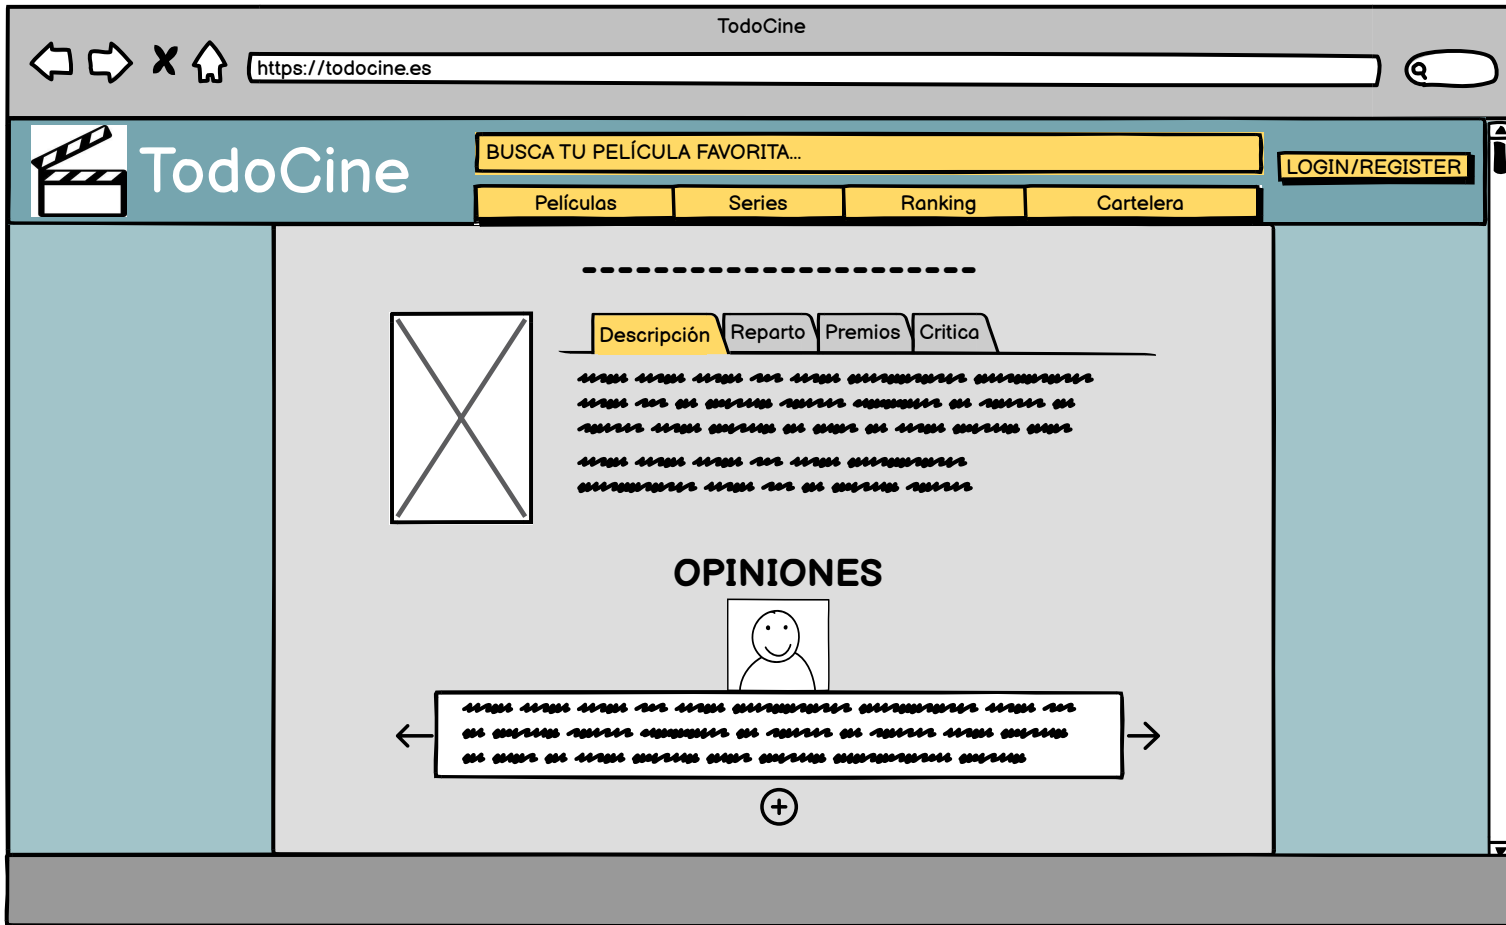 TodoCine
https://todocine.es
TodoCine
BUSCA TU PELÍCULA FAVORITA...
LOGIN/REGISTER
Películas Series Ranking Cartelera
Descripción Reparto Premios Critica
OPINIONES